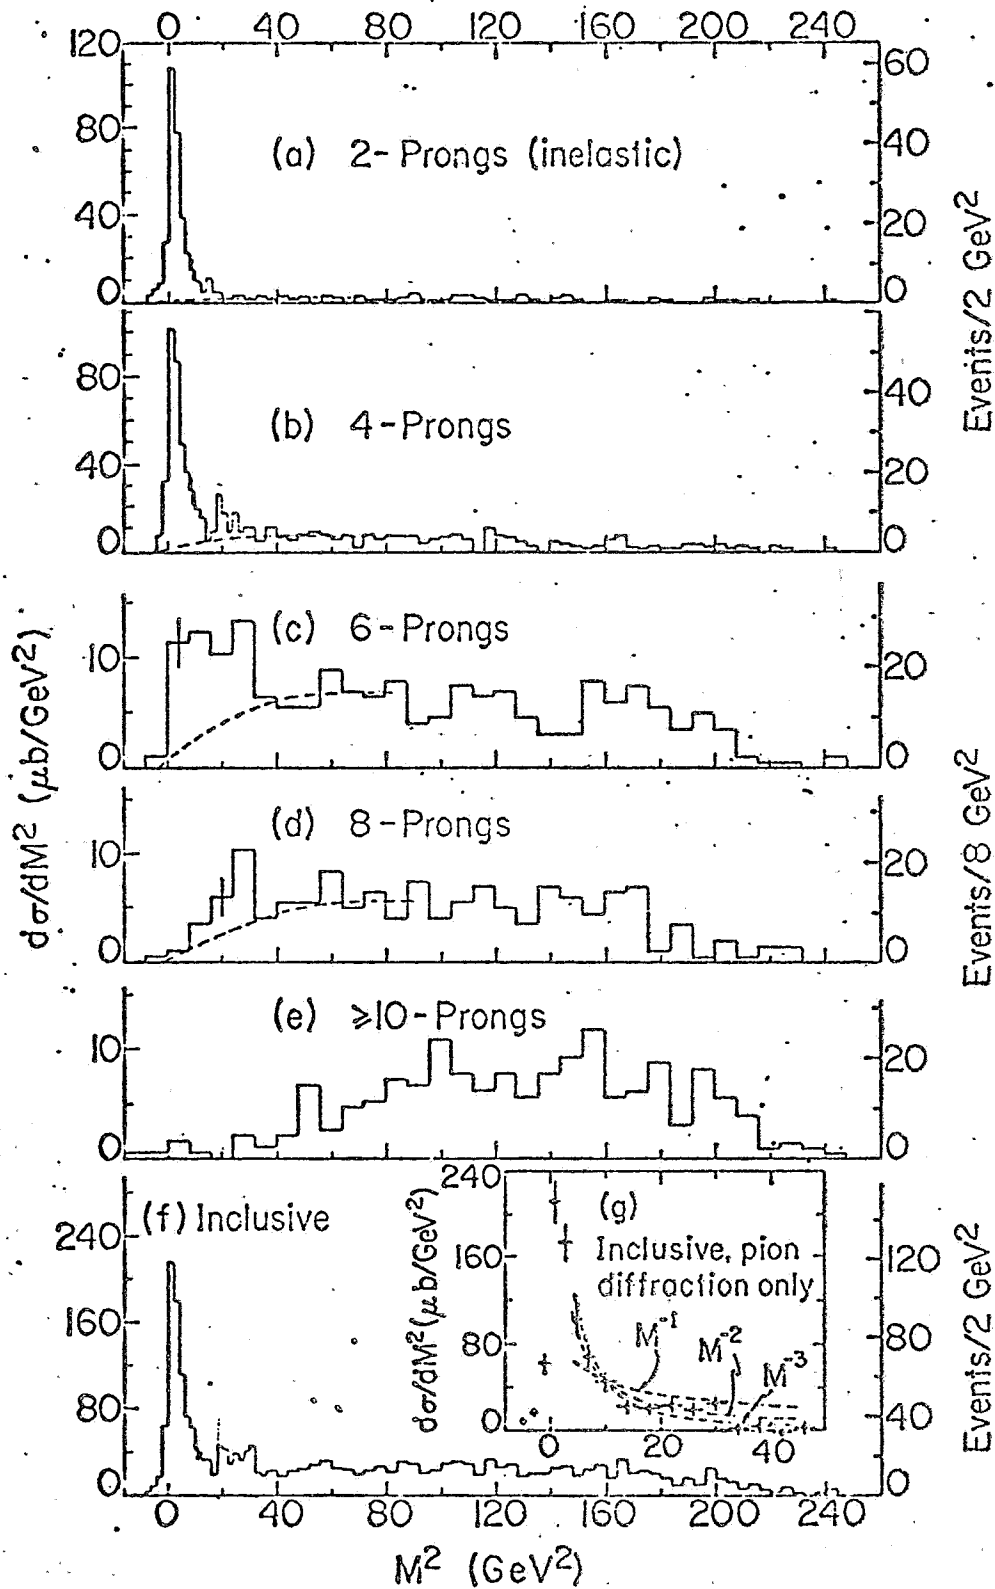 0 40 80 120 160 200 240
120 80 40 0
60 40 20 0
(a) 2-Prongs (inelastic)
Events/2 GeV²
80 40 0
40 20 0
(b) 4-Prongs
dσ/dM² (μb/GeV²)
10 0
20 0
(c) 6-Prongs
Events/8 GeV²
10 0
20 0
(d) 8-Prongs
10 0
20 0
(e) ≥10-Prongs
240 160 80 0
120 80 40 0
(f) Inclusive
Events/2 GeV²
dσ/dM² (μb/GeV²)
240 160 80 0
(g)
Inclusive, pion
diffraction only
M⁻¹ M⁻² M⁻³
0 20 40
0 40 80 120 160 200 240
M² (GeV²)